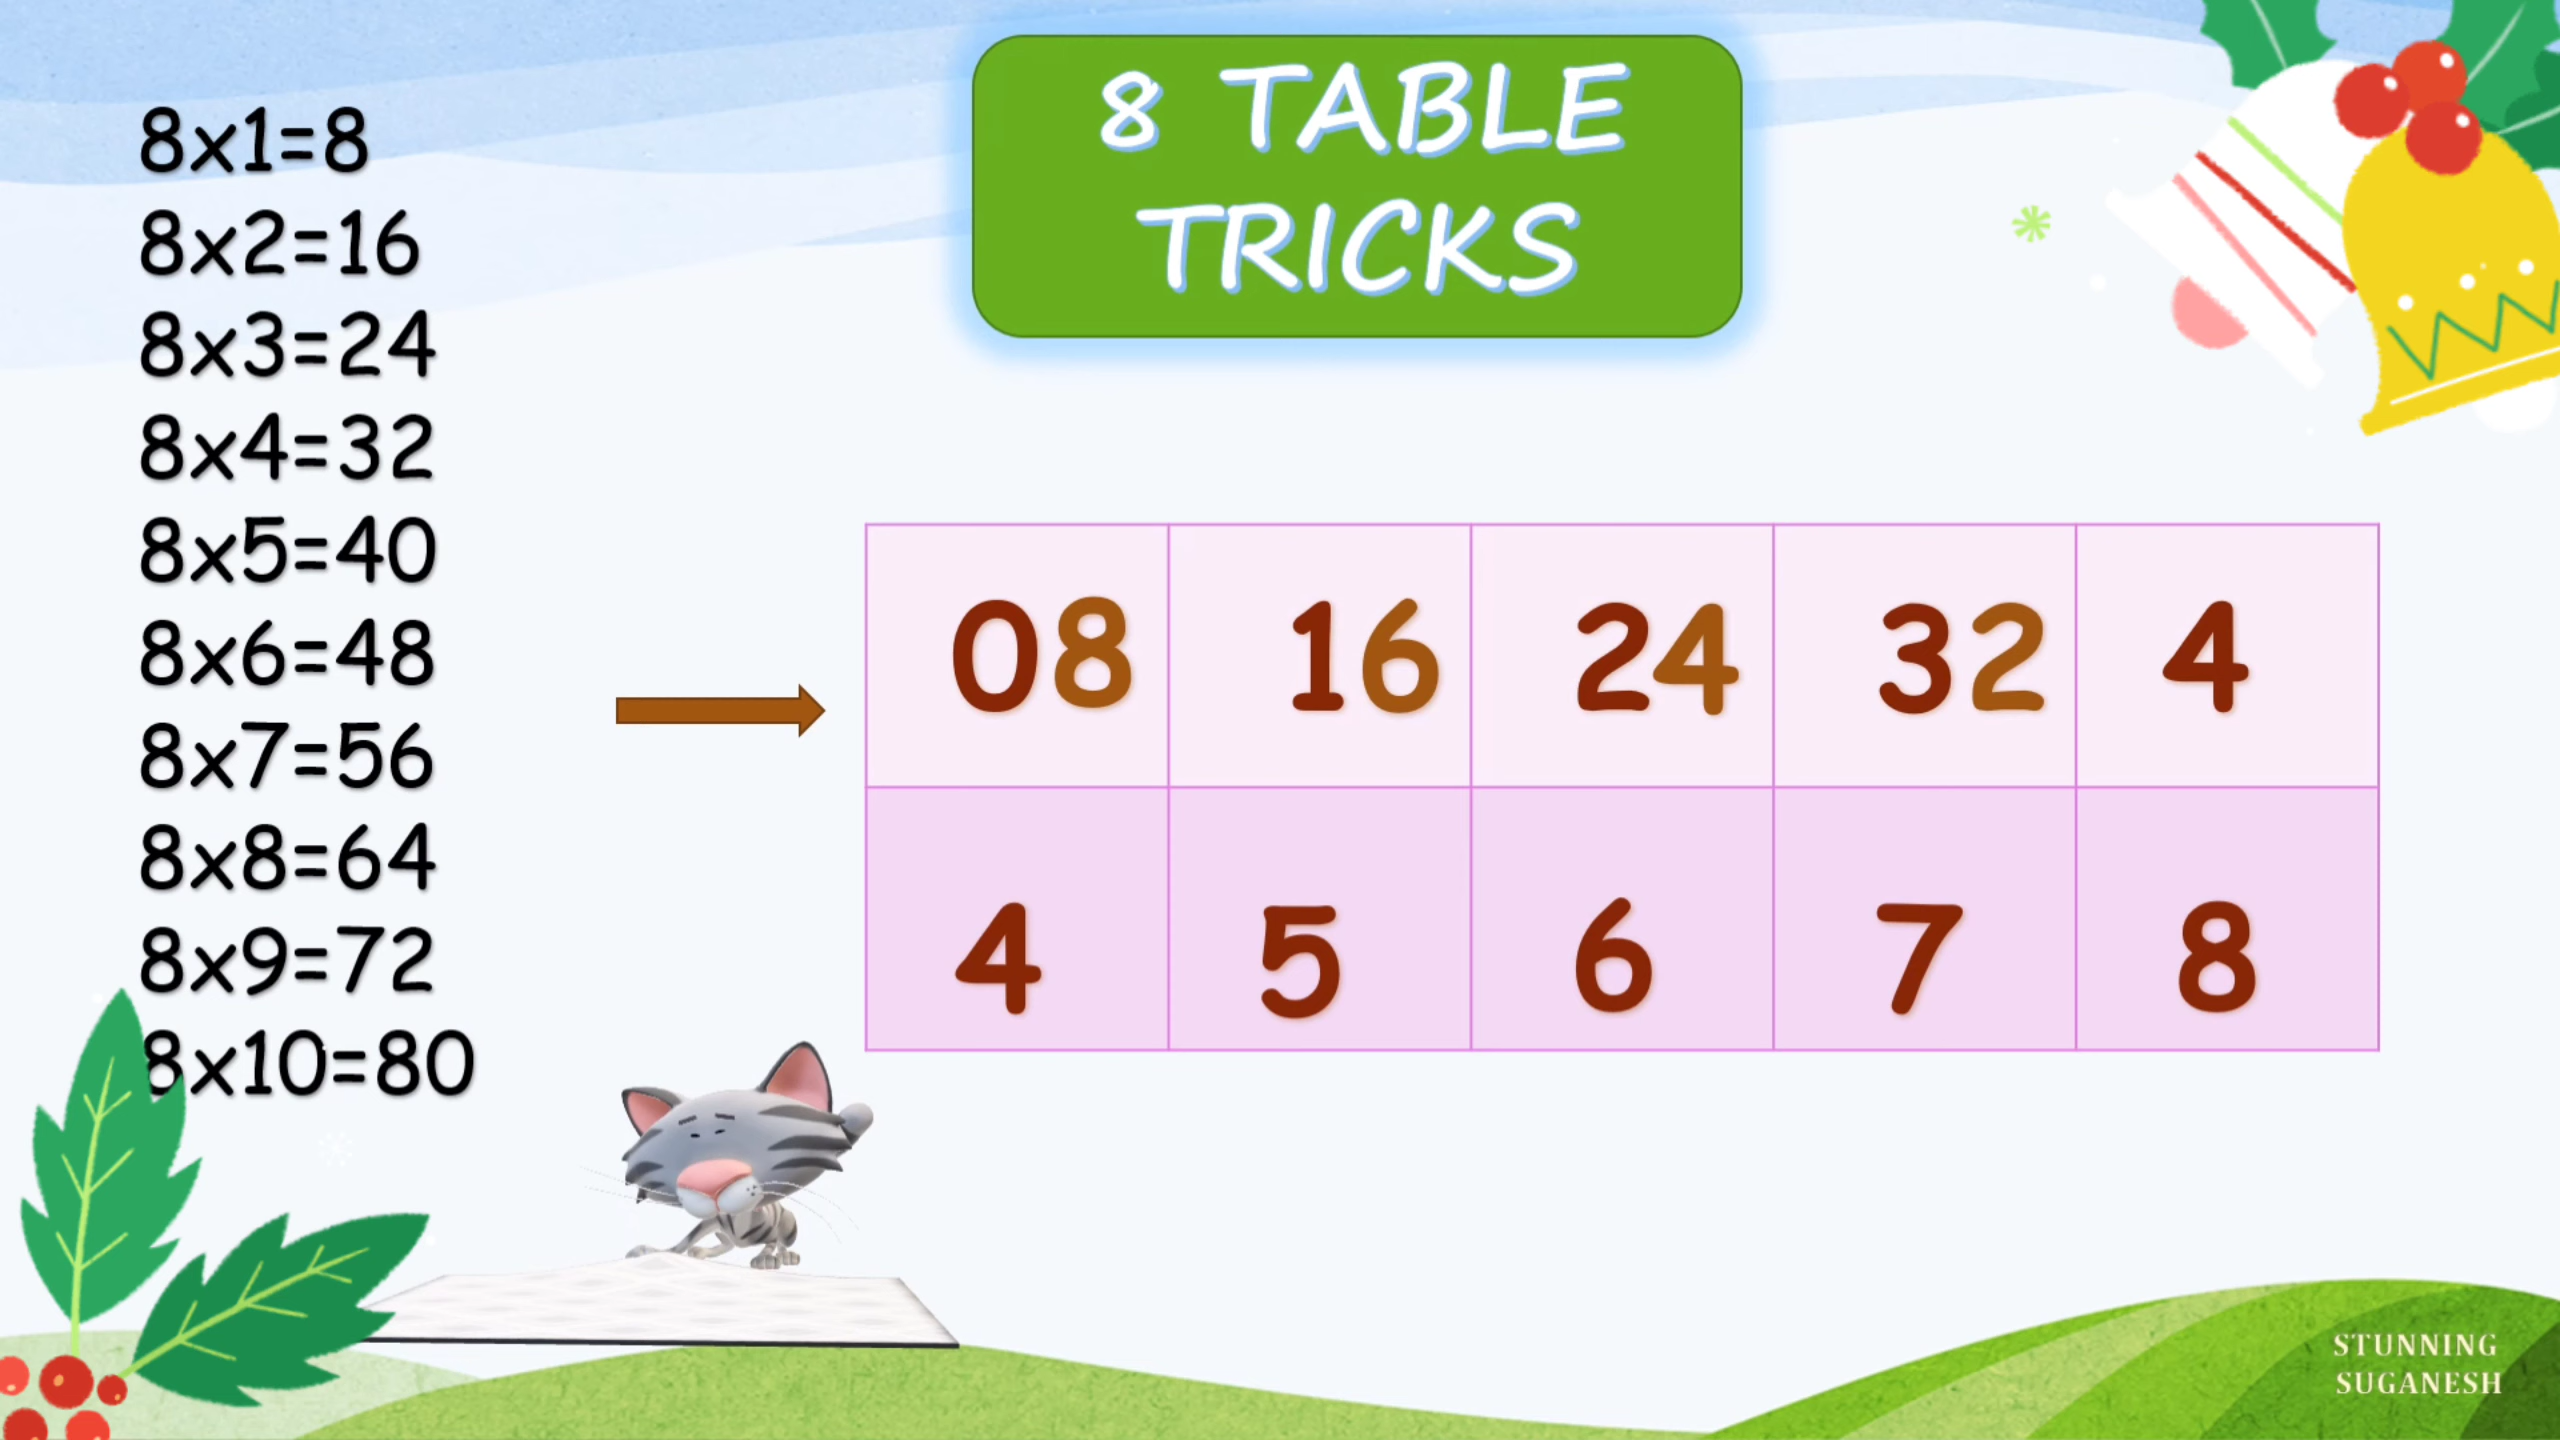 8 TABLE
TRICKS
8x1=8
8x2=16
8x3=24
8x4=32
8x5=40
8x6=48
8x7=56
8x8=64
8x9=72
8x10=80
08 16 24 32 4
4 5 6 7 8
STUNNING
SUGANESH